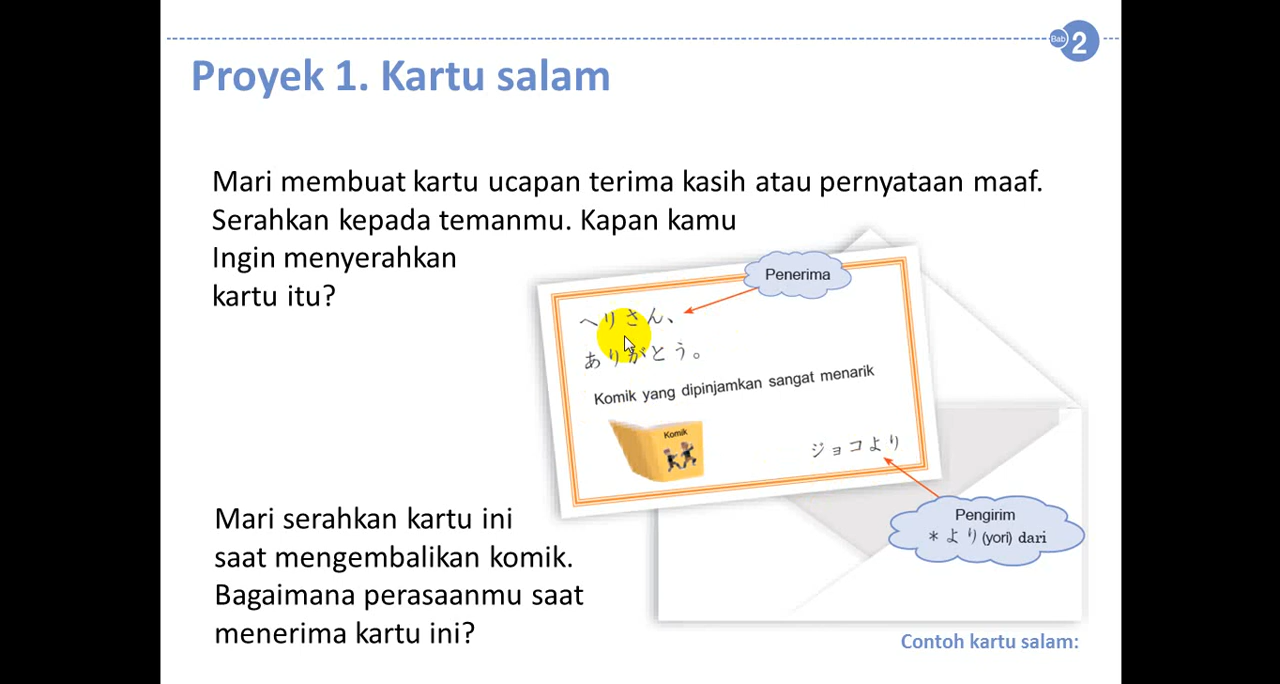 Bab 2
Proyek 1. Kartu salam
Mari membuat kartu ucapan terima kasih atau pernyataan maaf.
Serahkan kepada temanmu. Kapan kamu
Ingin menyerahkan
kartu itu?
Penerima
ヘリさん、
ありがとう。
Komik yang dipinjamkan sangat menarik
Komik
ジョコより
Pengirim
*より (yori) dari
Mari serahkan kartu ini
saat mengembalikan komik.
Bagaimana perasaanmu saat
menerima kartu ini?
Contoh kartu salam: